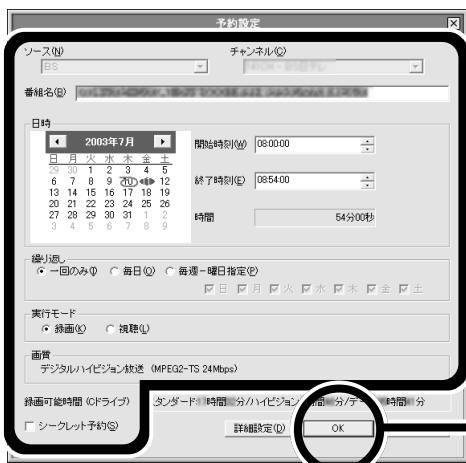 予約設定
ソース(N) チャンネル(C)
BS
番組名(B)
日時
2003年7月
開始時刻(W) 08:00:00
日 月 火 水 木 金 土
29 30 1 2 3 4 5
終了時刻(E) 08:54:00
6 7 8 9 10 12
13 14 15 16 17 18 19
20 21 22 23 24 25 26
時間 54分00秒
27 28 29 30 31 1 2
3 4 5 6 7 8 9
繰り返し
一回のみ(I) 毎日(O) 毎週-曜日指定(P)
日 月 火 水 木 金 土
実行モード
録画(K) 視聴(L)
画質
デジタルハイビジョン放送 (MPEG2-TS 24Mbps)
録画可能時間 (Cドライブ) タンダード: 時間 分/ハイビジョン 間 分/デー 時間 分
シークレット予約(S) 詳細設定(D) OK